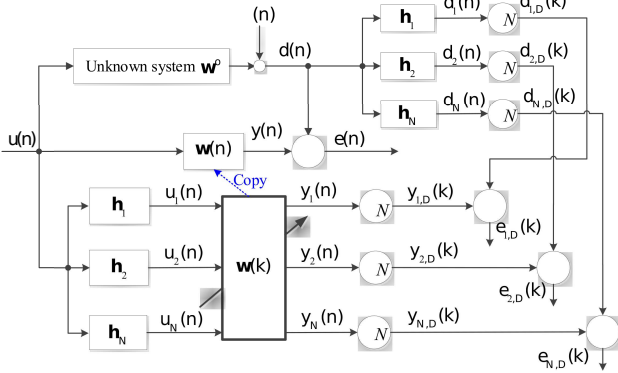 (n)
h₁ d₁(n) N d₁,D(k)
Unknown system wᵒ d(n) h₂ d₂(n) N d₂,D(k)
hN dN(n) N dN,D(k)
u(n) w(n) y(n) e(n)
Copy
h₁ u₁(n) y₁(n) N y₁,D(k) e₁,D(k)
h₂ u₂(n) w(k) y₂(n) N y₂,D(k) e₂,D(k)
hN uN(n) yN(n) N yN,D(k) eN,D(k)